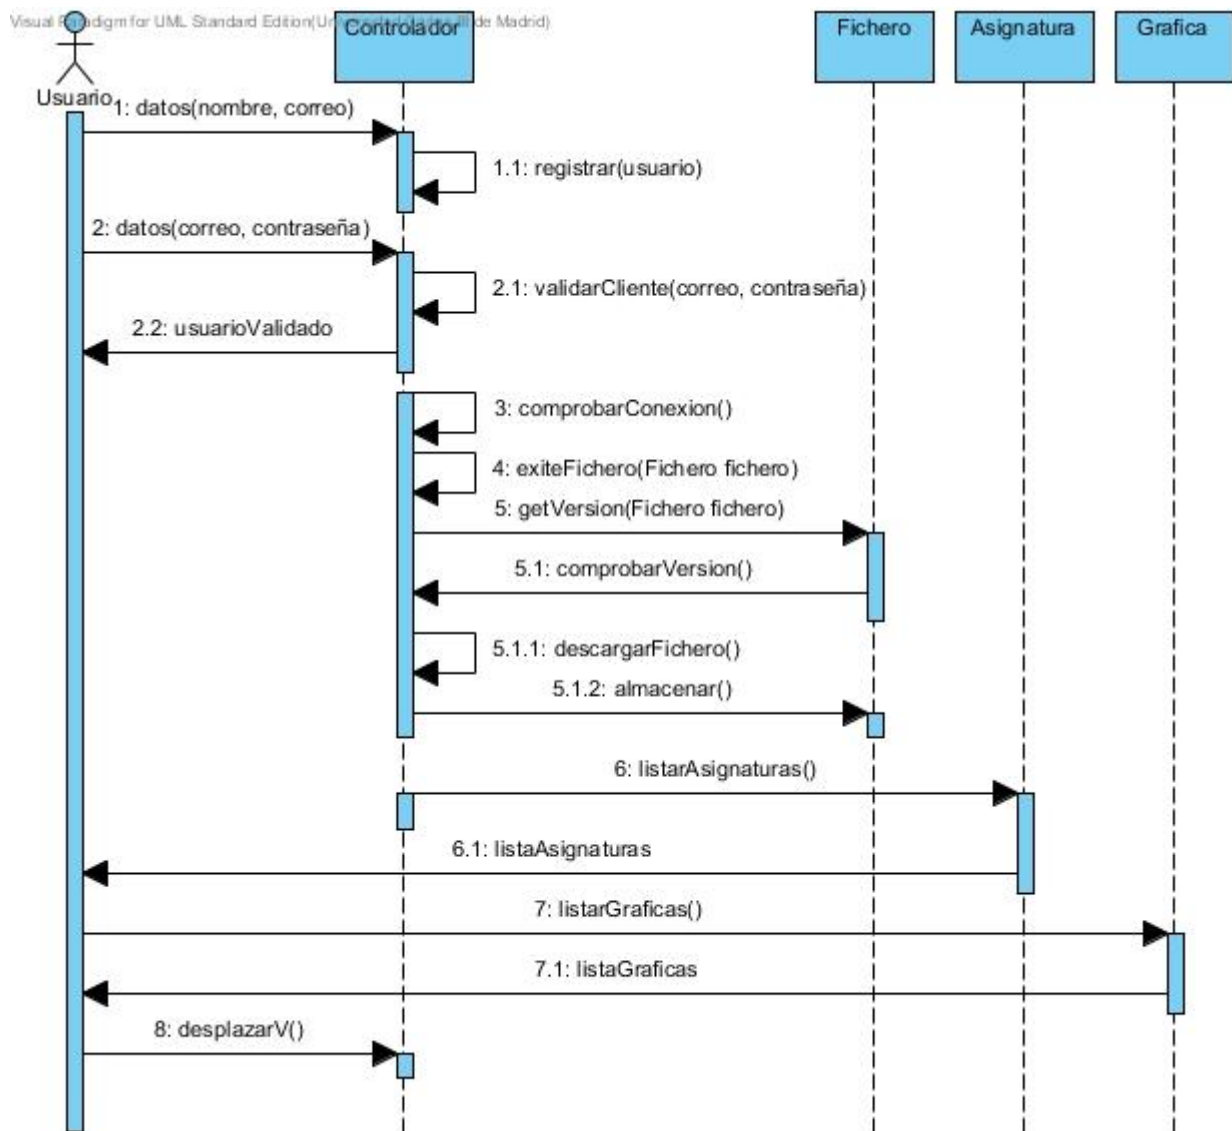 Visual Paradigm for UML Standard Edition(Universidad Carlos III de Madrid)
Controlador
Fichero
Asignatura
Grafica
Usuario
1: datos(nombre, correo)
1.1: registrar(usuario)
2: datos(correo, contraseña)
2.1: validarCliente(correo, contraseña)
2.2: usuarioValidado
3: comprobarConexion()
4: exiteFichero(Fichero fichero)
5: getVersion(Fichero fichero)
5.1: comprobarVersion()
5.1.1: descargarFichero()
5.1.2: almacenar()
6: listarAsignaturas()
6.1: listaAsignaturas
7: listarGraficas()
7.1: listaGraficas
8: desplazarV()